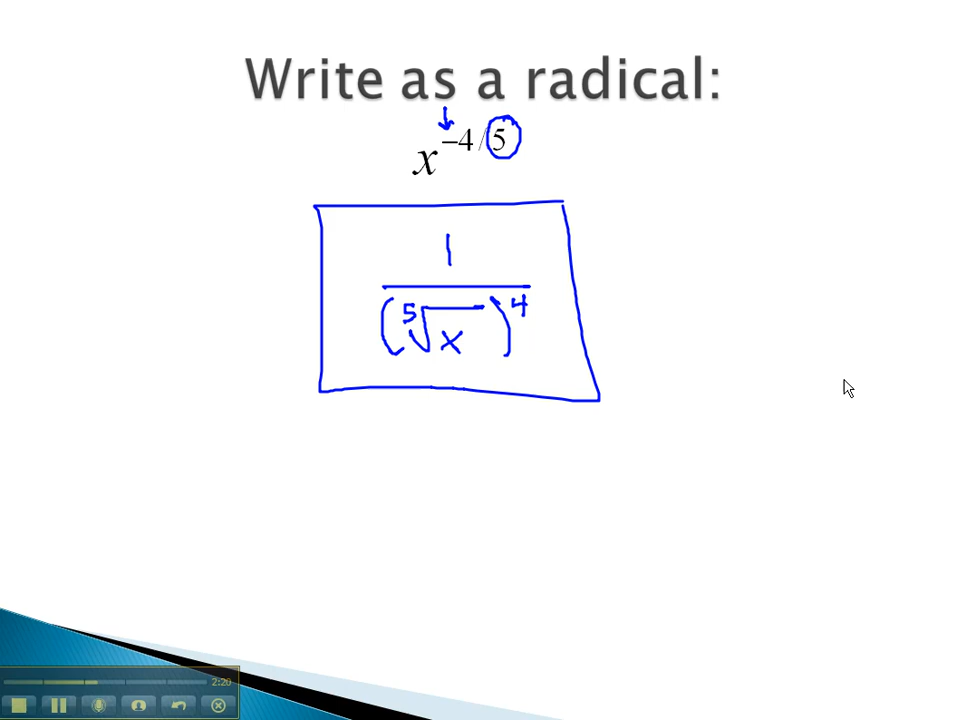 Write as a radical:
x^{-4/5}
1
(⁵√x)⁴
2:20